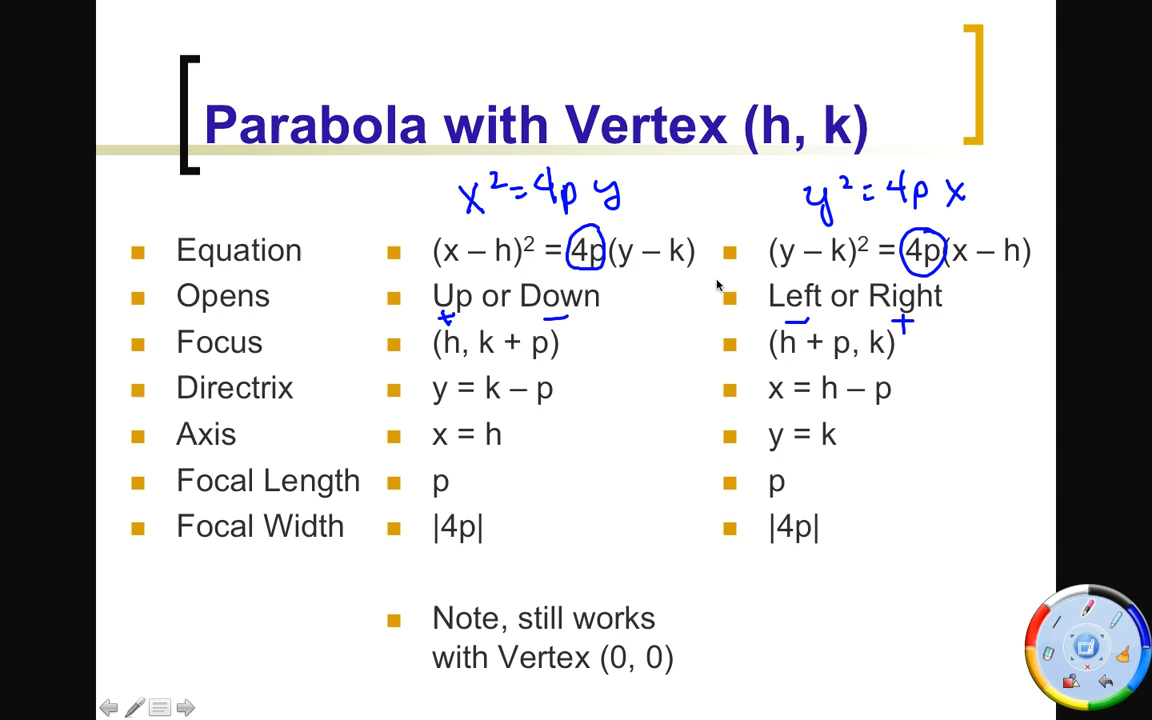 Parabola with Vertex (h, k)
x² = 4p y y² = 4p x
Equation (x – h)² = 4p(y – k) (y – k)² = 4p(x – h)
Opens Up or Down Left or Right
+ – – +
Focus (h, k + p) (h + p, k)
Directrix y = k – p x = h – p
Axis x = h y = k
Focal Length p p
Focal Width |4p| |4p|
Note, still works
with Vertex (0, 0)